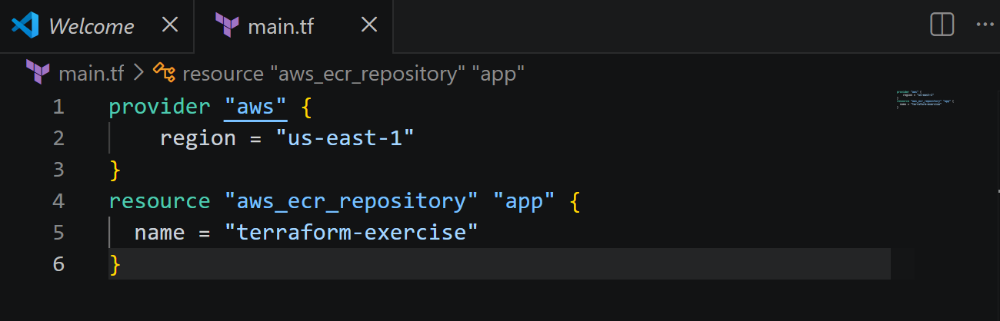 Welcome
main.tf
main.tf > resource "aws_ecr_repository" "app"
1 provider "aws" {
2     region = "us-east-1"
3 }
4 resource "aws_ecr_repository" "app" {
5   name = "terraform-exercise"
6 }